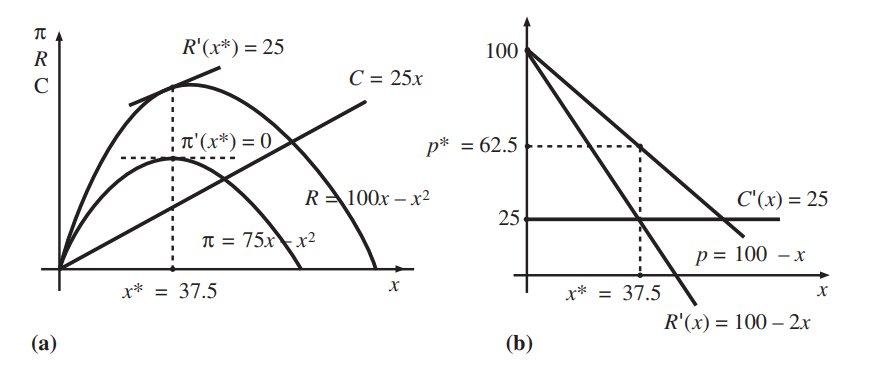 π
R
C
R'(x*) = 25
C = 25x
π'(x*) = 0
R = 100x – x²
π = 75x – x²
x* = 37.5
x
(a)
100
p* = 62.5
25
C'(x) = 25
p = 100 – x
x* = 37.5
x
R'(x) = 100 – 2x
(b)